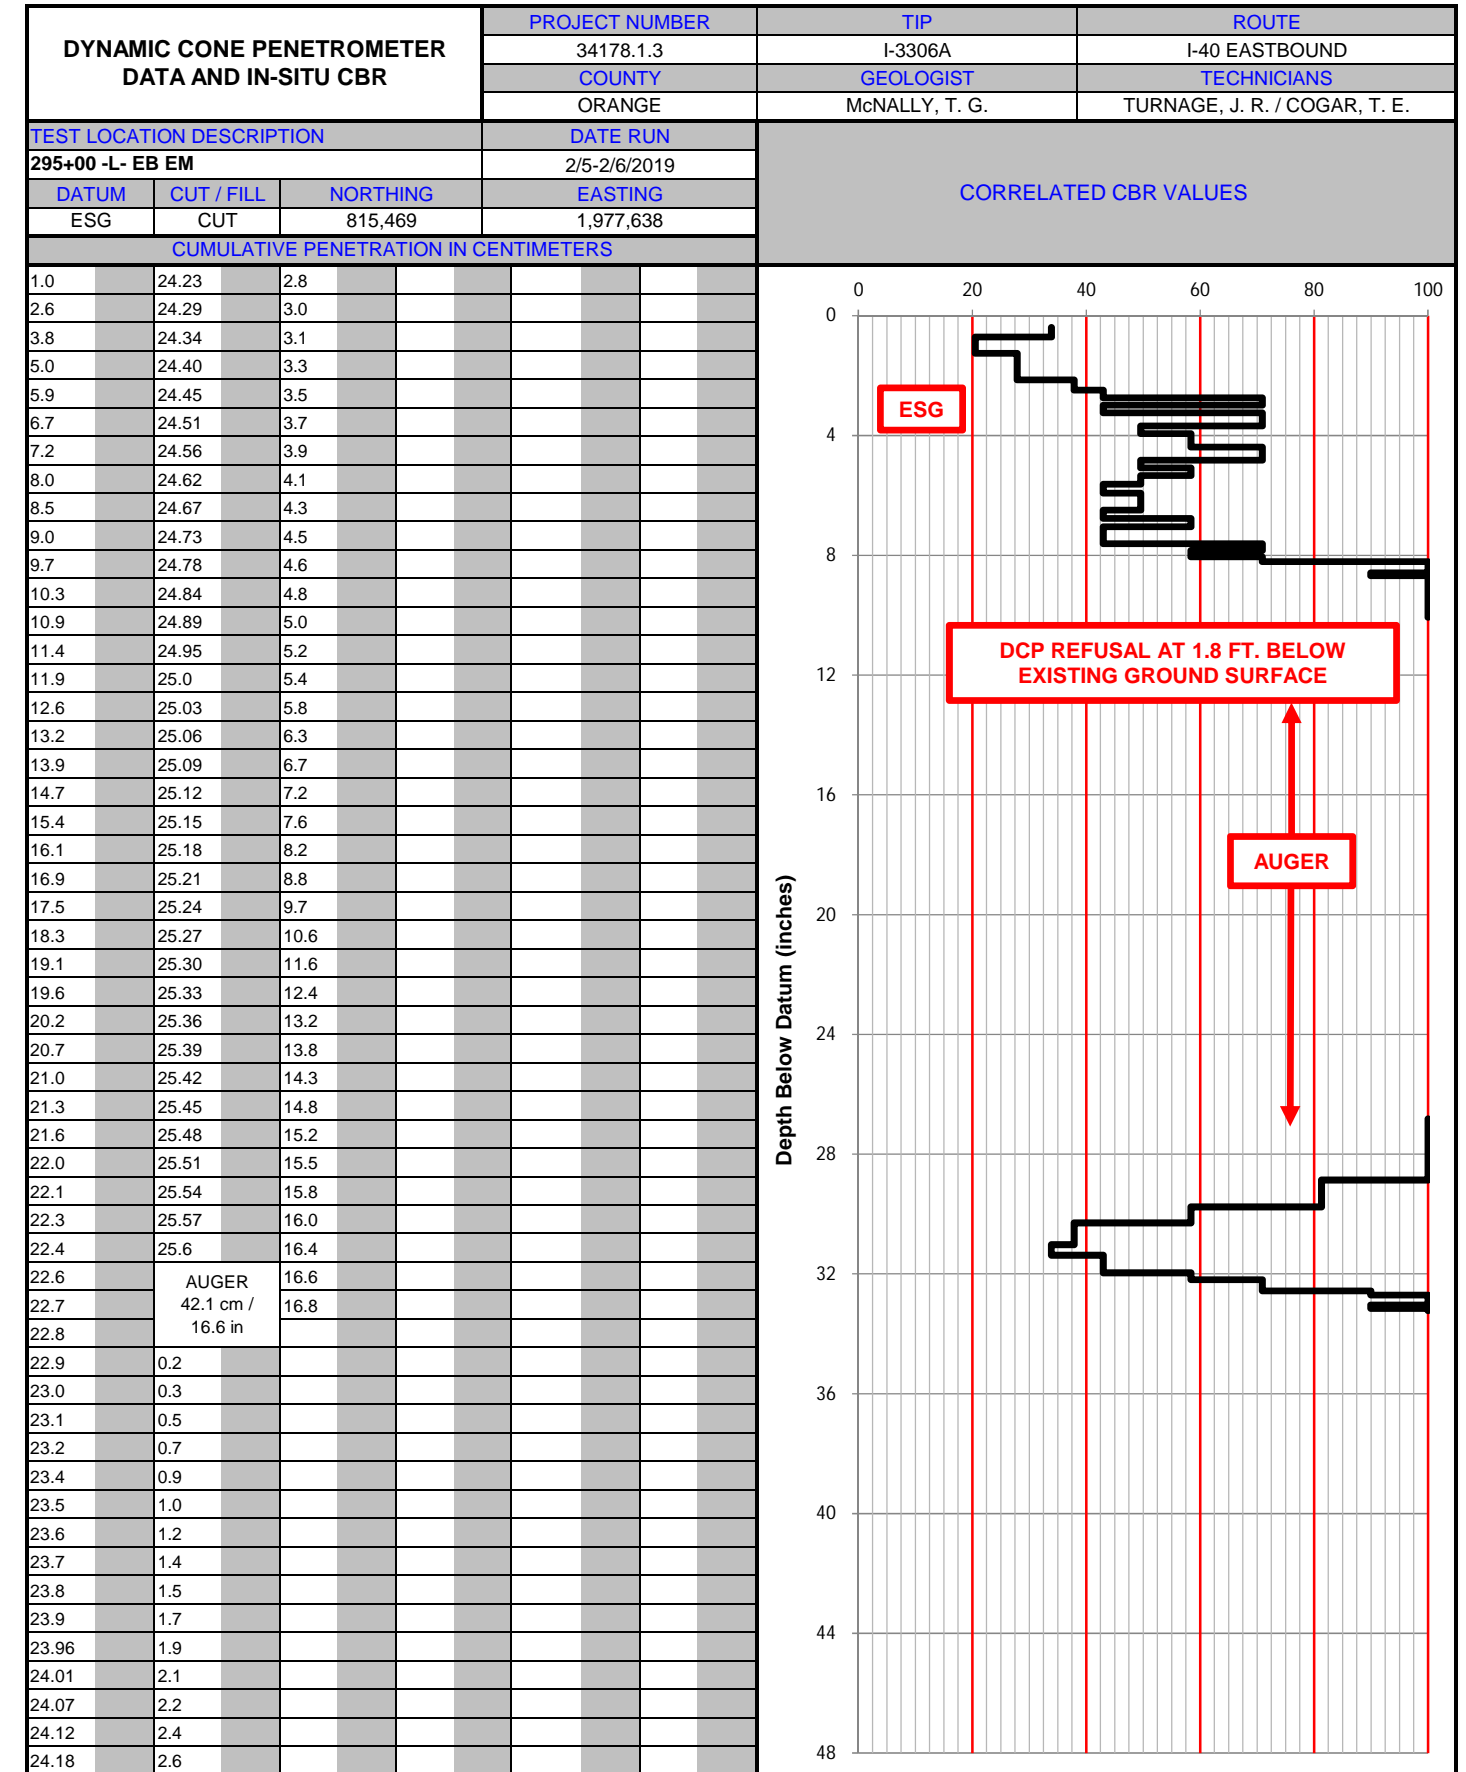 DYNAMIC CONE PENETROMETER
DATA AND IN-SITU CBR
PROJECT NUMBER TIP ROUTE
34178.1.3 I-3306A I-40 EASTBOUND
COUNTY GEOLOGIST TECHNICIANS
ORANGE McNALLY, T. G. TURNAGE, J. R. / COGAR, T. E.
TEST LOCATION DESCRIPTION DATE RUN
295+00 -L- EB EM 2/5-2/6/2019
DATUM CUT / FILL NORTHING EASTING
ESG CUT 815,469 1,977,638
CUMULATIVE PENETRATION IN CENTIMETERS
1.0 24.23 2.8
2.6 24.29 3.0
3.8 24.34 3.1
5.0 24.40 3.3
5.9 24.45 3.5
6.7 24.51 3.7
7.2 24.56 3.9
8.0 24.62 4.1
8.5 24.67 4.3
9.0 24.73 4.5
9.7 24.78 4.6
10.3 24.84 4.8
10.9 24.89 5.0
11.4 24.95 5.2
11.9 25.0 5.4
12.6 25.03 5.8
13.2 25.06 6.3
13.9 25.09 6.7
14.7 25.12 7.2
15.4 25.15 7.6
16.1 25.18 8.2
16.9 25.21 8.8
17.5 25.24 9.7
18.3 25.27 10.6
19.1 25.30 11.6
19.6 25.33 12.4
20.2 25.36 13.2
20.7 25.39 13.8
21.0 25.42 14.3
21.3 25.45 14.8
21.6 25.48 15.2
22.0 25.51 15.5
22.1 25.54 15.8
22.3 25.57 16.0
22.4 25.6 16.4
22.6 AUGER 16.6
22.7 42.1 cm / 16.8
22.8 16.6 in
22.9 0.2
23.0 0.3
23.1 0.5
23.2 0.7
23.4 0.9
23.5 1.0
23.6 1.2
23.7 1.4
23.8 1.5
23.9 1.7
23.96 1.9
24.01 2.1
24.07 2.2
24.12 2.4
24.18 2.6
CORRELATED CBR VALUES
0 20 40 60 80 100
0
4
8
12
16
20
24
28
32
36
40
44
48
Depth Below Datum (inches)
ESG
DCP REFUSAL AT 1.8 FT. BELOW
EXISTING GROUND SURFACE
AUGER